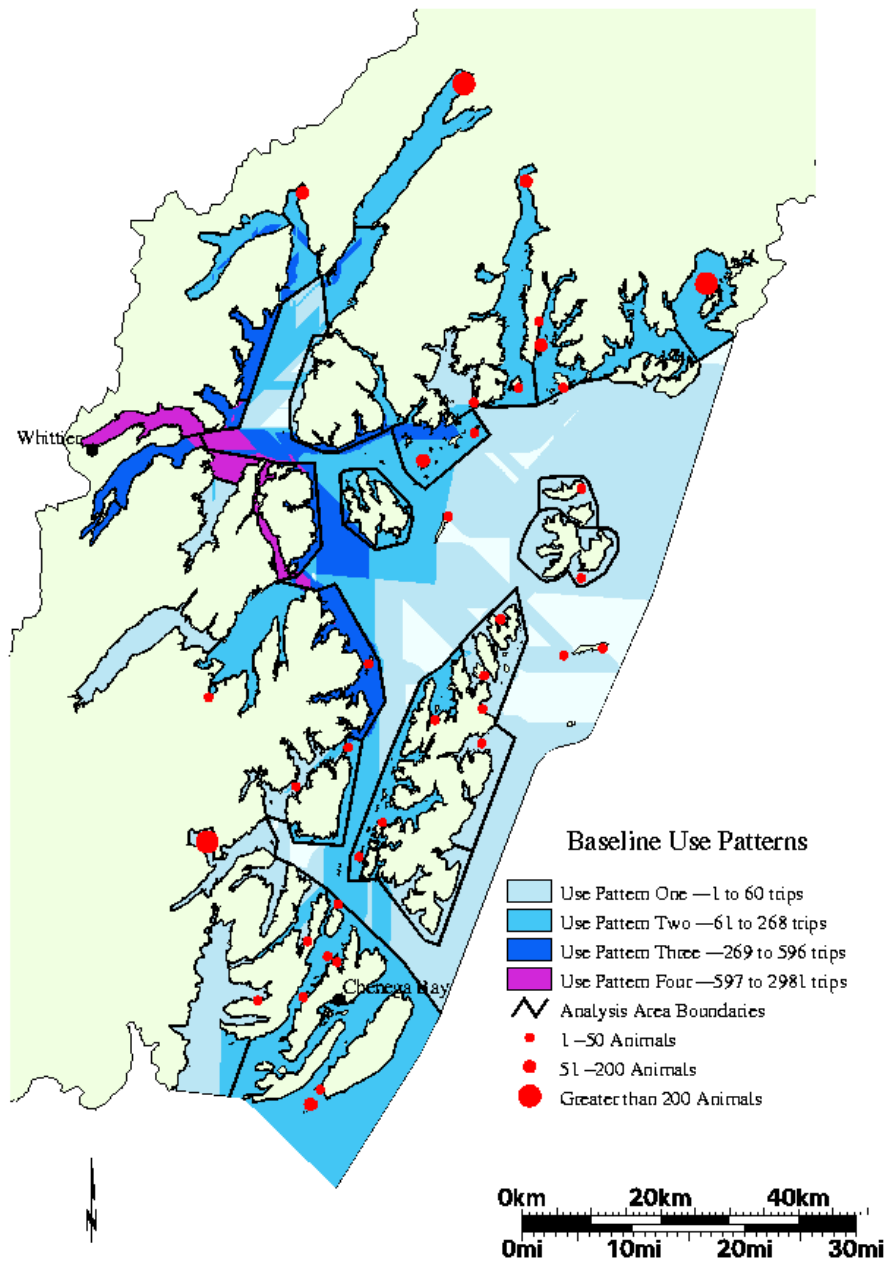 Whittier
Chenega Bay
Baseline Use Patterns
Use Pattern One —1 to 60 trips
Use Pattern Two —61 to 268 trips
Use Pattern Three —269 to 596 trips
Use Pattern Four —597 to 2981 trips
Analysis Area Boundaries
1 –50 Animals
51 –200 Animals
Greater than 200 Animals
N
0km 20km 40km
0mi 10mi 20mi 30mi